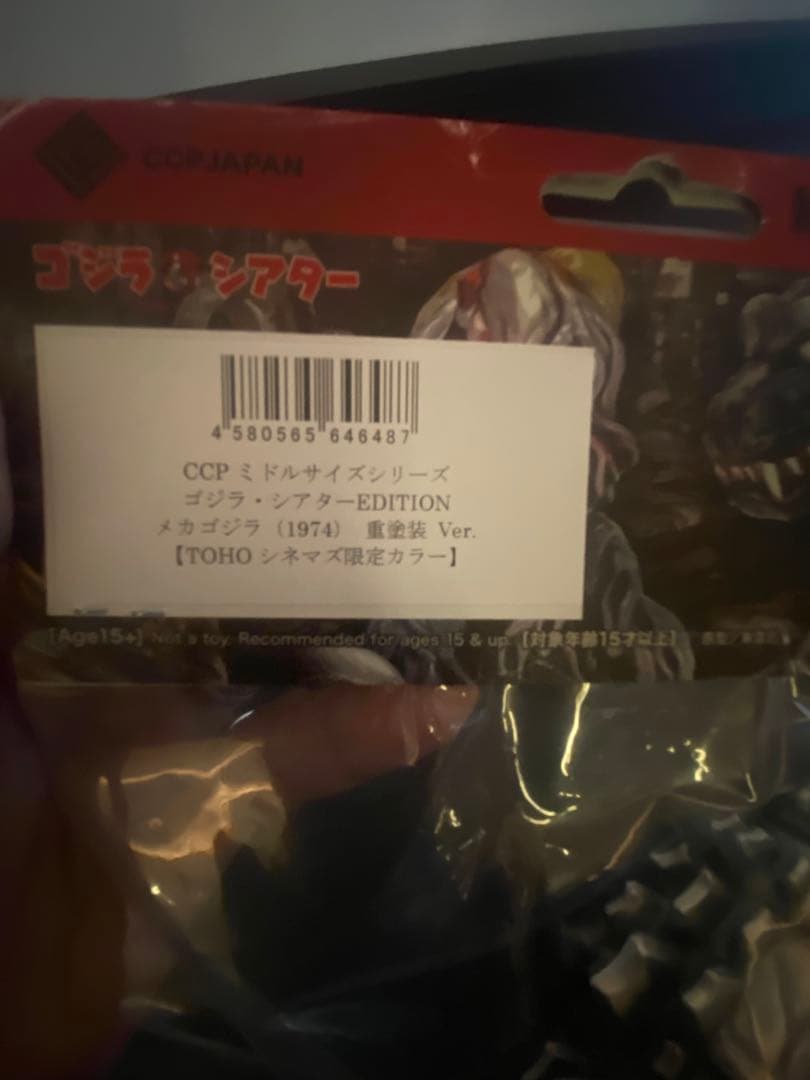 CCPJAPAN
ゴジラ・シアター
4 580565 646487
CCP ミドルサイズシリーズ
ゴジラ・シアターEDITION
メカゴジラ（1974） 重塗装 Ver.
【TOHO シネマズ限定カラー】
[Age15+] Not a toy. Recommended for ages 15 & up. [対象年齢15才以上]